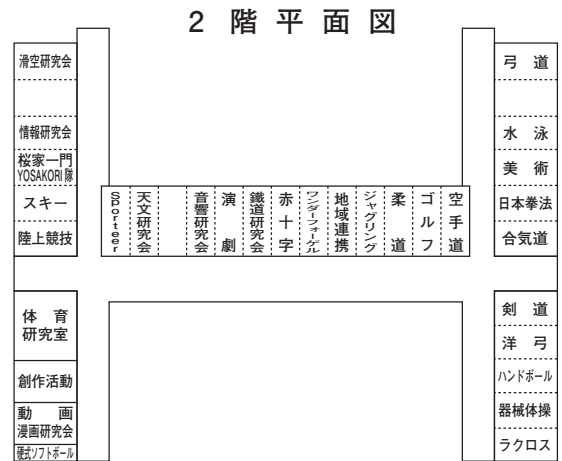 2 階 平 面 図
滑空研究会
情報研究会
桜家一門
YOSAKORI隊
スキー
陸上競技
体 育
研究室
創作活動
動 画
漫画研究会
硬式ソフトボール
Sporteer
天文研究会
音響研究会
演 劇
鐵道研究会
赤 十 字
ワンダーフォーゲル
地域連携
ジャグリング
柔 道
ゴ ル フ
空 手 道
弓 道
水 泳
美 術
日本拳法
合気道
剣 道
洋 弓
ハンドボール
器械体操
ラクロス